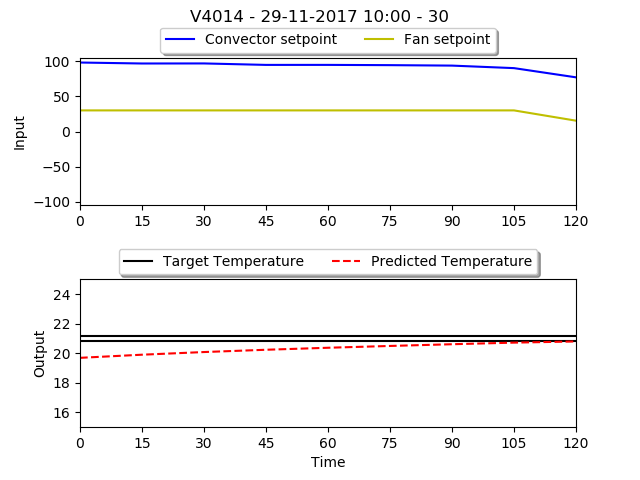 V4014 - 29-11-2017 10:00 - 30
Convector setpoint Fan setpoint
100
50
0
−50
−100
Input
0 15 30 45 60 75 90 105 120
Target Temperature Predicted Temperature
24
22
20
18
16
Output
0 15 30 45 60 75 90 105 120
Time